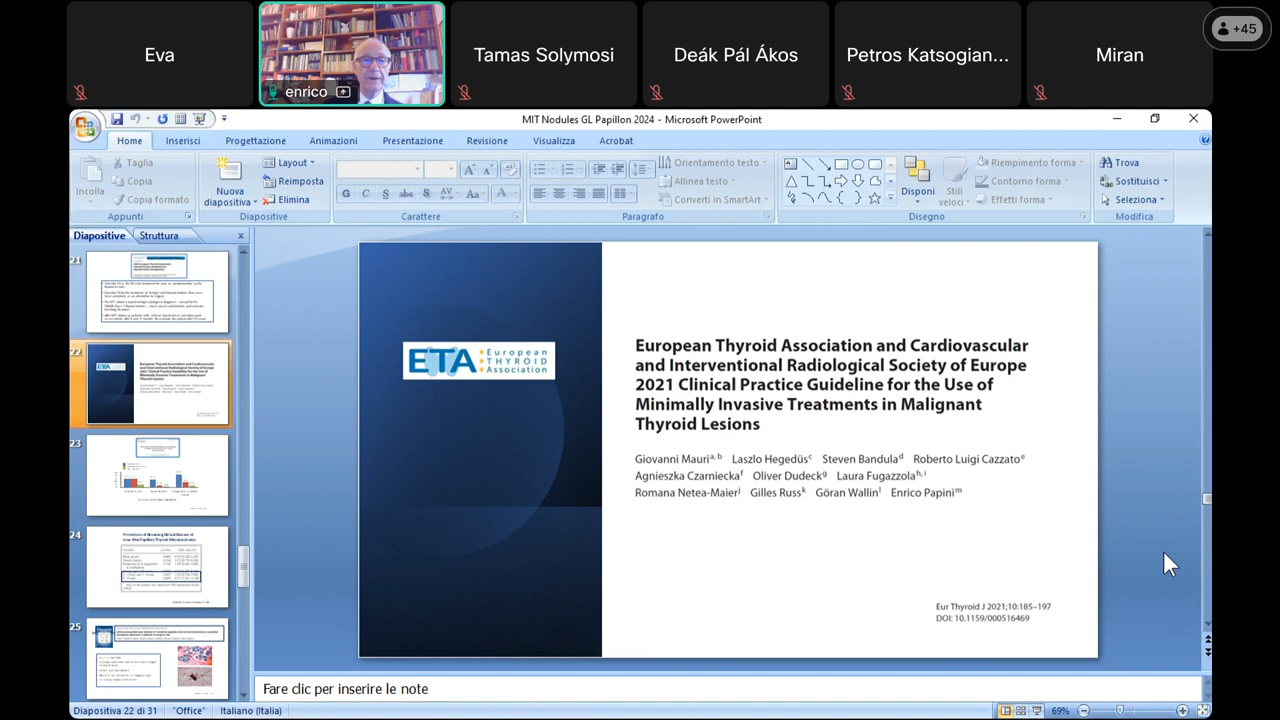 Eva
enrico
Tamas Solymosi
Deák Pál Ákos
Petros Katsogian...
Miran
+45
MIT Nodules GL Papillon 2024 - Microsoft PowerPoint
Home
Inserisci
Progettazione
Animazioni
Presentazione
Revisione
Visualizza
Acrobat
Incolla
Taglia
Copia
Copia formato
Appunti
Nuova diapositiva
Layout
Reimposta
Elimina
Diapositive
G C S abe S AV Aa A
Carattere
Orientamento testo
Allinea testo
Converti in SmartArt
Paragrafo
Disponi
Stili veloci
Riempimento forma
Contorno forma
Effetti forma
Disegno
Trova
Sostituisci
Seleziona
Modifica
Diapositive
Struttura
21
22
23
24
25
ETA European
THYROID
Association
European Thyroid Association and Cardiovascular
and Interventional Radiological Society of Europe
2021 Clinical Practice Guideline for the Use of
Minimally Invasive Treatments in Malignant
Thyroid Lesions
Giovanni Mauri a, b Laszlo Hegedüs c Steven Bandula d Roberto Luigi Cazzato e
Agnieszka Czarniecka f Oliver Dudeck g Laura Fugazzola h, i
Romana Netea-Maier j Gilles Russ k Göran Wallin l Enrico Papini m
Eur Thyroid J 2021;10:185–197
DOI: 10.1159/000516469
Fare clic per inserire le note
Diapositiva 22 di 31
"Office"
Italiano (Italia)
69%